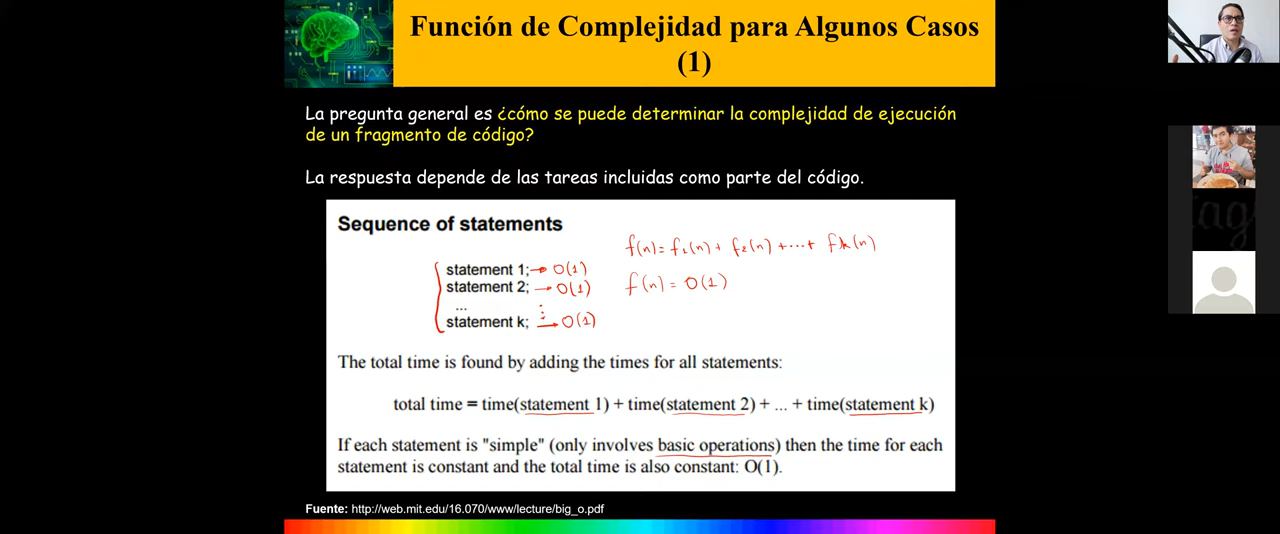 Función de Complejidad para Algunos Casos
(1)
La pregunta general es ¿cómo se puede determinar la complejidad de ejecución
de un fragmento de código?
La respuesta depende de las tareas incluidas como parte del código.
Sequence of statements
f(n) = f1(n) + f2(n) + ... + fk(n)
statement 1; → O(1)
statement 2; → O(1)
f(n) = O(1)
...
statement k; → O(1)
The total time is found by adding the times for all statements:
total time = time(statement 1) + time(statement 2) + ... + time(statement k)
If each statement is "simple" (only involves basic operations) then the time for each
statement is constant and the total time is also constant: O(1).
Fuente: http://web.mit.edu/16.070/www/lecture/big_o.pdf